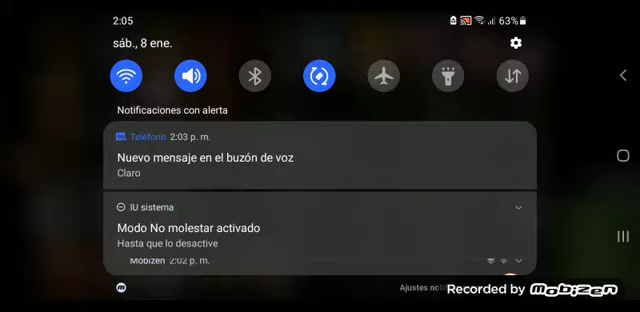 2:05
63%
sáb., 8 ene.
Notificaciones con alerta
Teléfono 2:03 p. m.
Nuevo mensaje en el buzón de voz
Claro
IU sistema
Modo No molestar activado
Hasta que lo desactive
Mobizen 2:02 p. m.
Ajustes noti
Recorded by Mobizen